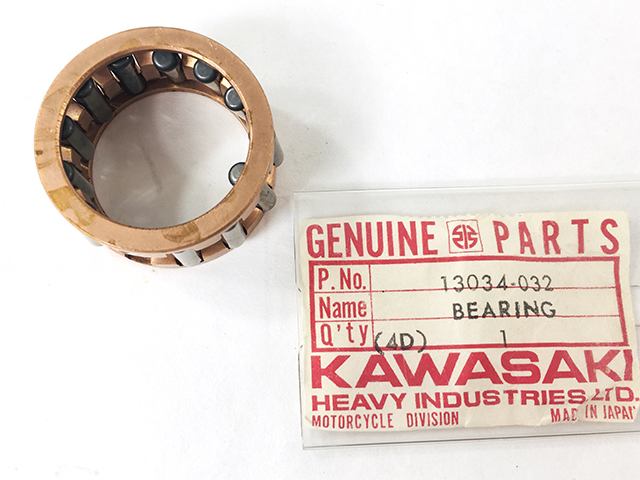 GENUINE PARTS
P. No. 13034-032
Name BEARING
Q'ty (4D) 1
KAWASAKI
HEAVY INDUSTRIES LTD.
MOTORCYCLE DIVISION MADE IN JAPAN